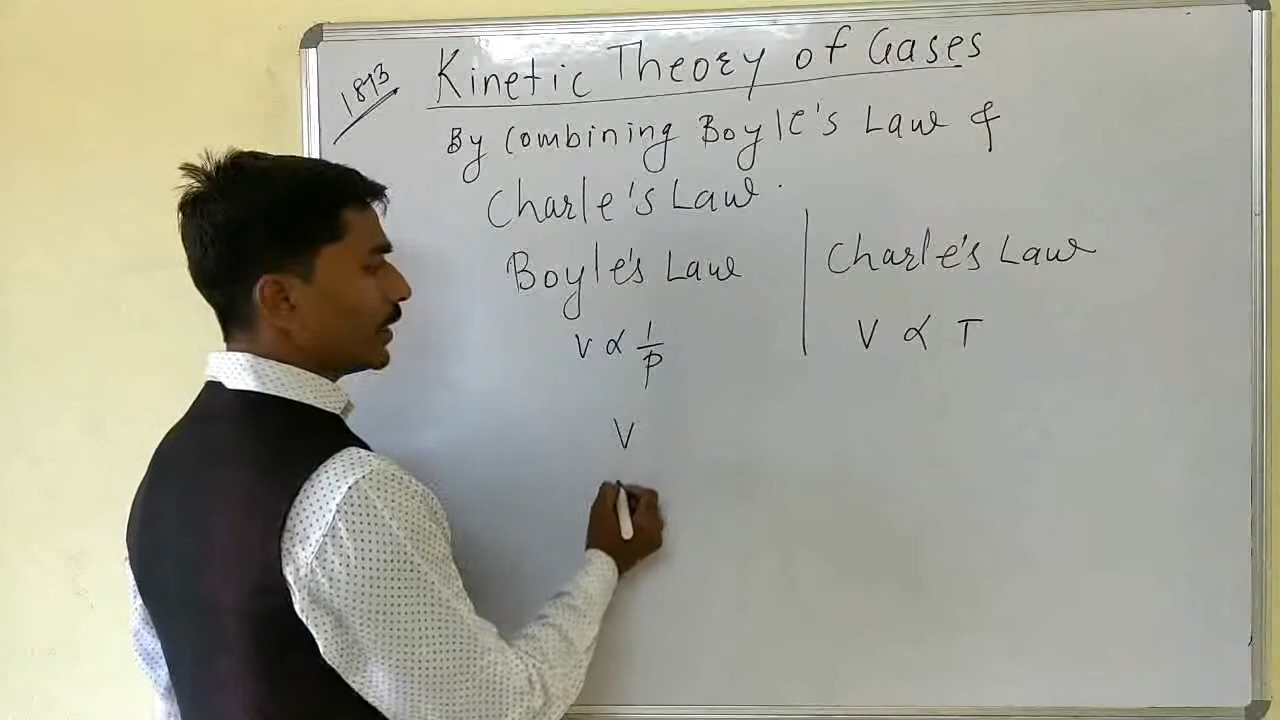 1873
Kinetic Theory of Gases
By Combining Boyle's Law &
Charle's Law.
Boyle's Law
V ∝ 1/P
V
Charle's Law
V ∝ T